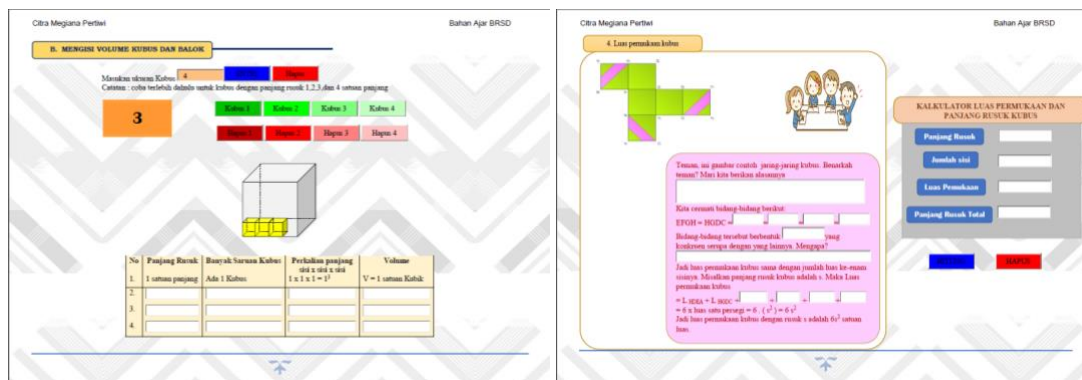 Citra Megiana Pertiwi
Bahan Ajar BRSD
B. MENGISI VOLUME KUBUS DAN BALOK
Masukan ukuran Kubus 4
Hapus
Catatan : coba terlebih dahulu untuk kubus dengan panjang rusuk 1,2,3,dan 4 satuan panjang
3
Kubus 1 Kubus 2 Kubus 3 Kubus 4
Hapus 1 Hapus 2 Hapus 3 Hapus 4
No Panjang Rusuk Banyak Satuan Kubus Perkalian panjang Volume
sisi x sisi x sisi
1. 1 satuan panjang Ada 1 Kubus 1 x 1 x 1 = 1³ V = 1 satuan Kubik
2.
3.
4.
Citra Megiana Pertiwi
Bahan Ajar BRSD
4. Luas permukaan kubus
Teman, ini gambar contoh jaring-jaring kubus. Benarkah
teman? Mari kita berikan alasannya
Kita cermati bidang-bidang berikut:
EFGH = HGDC =
Bidang-bidang tersebut berbentuk yang
konkruen serupa dengan yang lainnya. Mengapa?
Jadi luas permukaan kubus sama dengan jumlah luas ke-enam
sisinya. Misalkan panjang rusuk kubus adalah s. Maka Luas
permukaan kubus
= 6 x luas satu persegi = 6 . ( s² ) = 6 s²
Jadi luas permukaan kubus dengan rusuk s adalah 6s² satuan
luas.
KALKULATOR LUAS PERMUKAAN DAN
PANJANG RUSUK KUBUS
Panjang Rusuk
Jumlah sisi
Luas Permukaan
Panjang Rusuk Total
HITUNG HAPUS